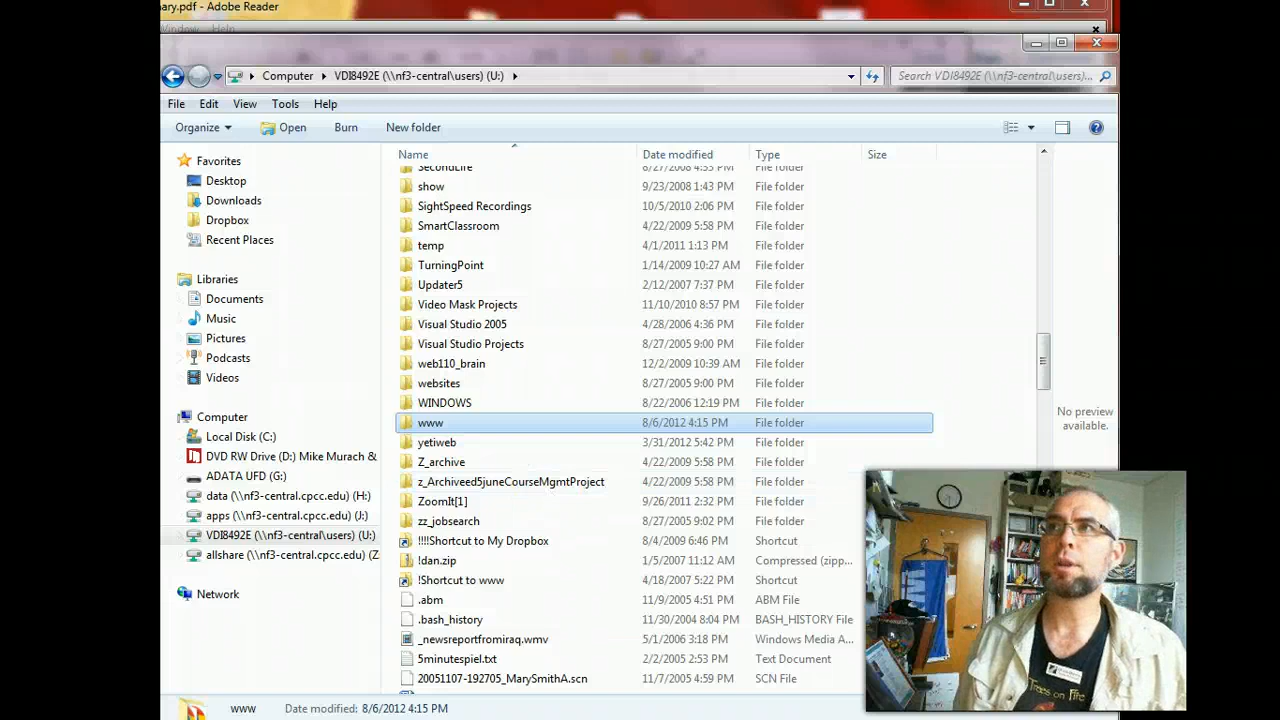 ary.pdf - Adobe Reader
Window Help
Computer VDI8492E (\\nf3-central\users) (U:)
Search VDI8492E (\\nf3-central\users)...
File Edit View Tools Help
Organize Open Burn New folder
Name Date modified Type Size
Favorites
Desktop
Downloads
Dropbox
Recent Places
Libraries
Documents
Music
Pictures
Podcasts
Videos
Computer
Local Disk (C:)
DVD RW Drive (D:) Mike Murach &
ADATA UFD (G:)
data (\\nf3-central.cpcc.edu) (H:)
apps (\\nf3-central.cpcc.edu) (J:)
VDI8492E (\\nf3-central\users) (U:)
allshare (\\nf3-central.cpcc.edu) (Z
Network
SecondLife 8/27/2008 4:53 PM File folder
show 9/23/2008 1:43 PM File folder
SightSpeed Recordings 10/5/2010 2:06 PM File folder
SmartClassroom 4/22/2009 5:58 PM File folder
temp 4/1/2011 1:13 PM File folder
TurningPoint 1/14/2009 10:27 AM File folder
Updater5 2/12/2007 7:37 PM File folder
Video Mask Projects 11/10/2010 8:57 PM File folder
Visual Studio 2005 4/28/2006 4:36 PM File folder
Visual Studio Projects 8/27/2005 9:00 PM File folder
web110_brain 12/2/2009 10:39 AM File folder
websites 8/27/2005 9:00 PM File folder
WINDOWS 8/22/2006 12:19 PM File folder
www 8/6/2012 4:15 PM File folder
yetiweb 3/31/2012 5:42 PM File folder
Z_archive 4/22/2009 5:58 PM File folder
z_Archiveed5juneCourseMgmtProject 4/22/2009 5:58 PM File folder
ZoomIt[1] 9/26/2011 2:32 PM File folder
zz_jobsearch 8/27/2005 9:02 PM File folder
!!!!Shortcut to My Dropbox 8/4/2009 6:46 PM Shortcut
!dan.zip 1/5/2007 11:12 AM Compressed (zipp...
!Shortcut to www 4/18/2007 5:22 PM Shortcut
.abm 11/9/2005 4:51 PM ABM File
.bash_history 11/30/2004 8:04 PM BASH_HISTORY File
_newsreportfromiraq.wmv 5/1/2006 3:18 PM Windows Media A...
5minutespiel.txt 2/2/2005 2:53 PM Text Document
20051107-192705_MarySmithA.scn 11/7/2005 4:59 PM SCN File
No preview
available.
Trees on Fire
www Date modified: 8/6/2012 4:15 PM